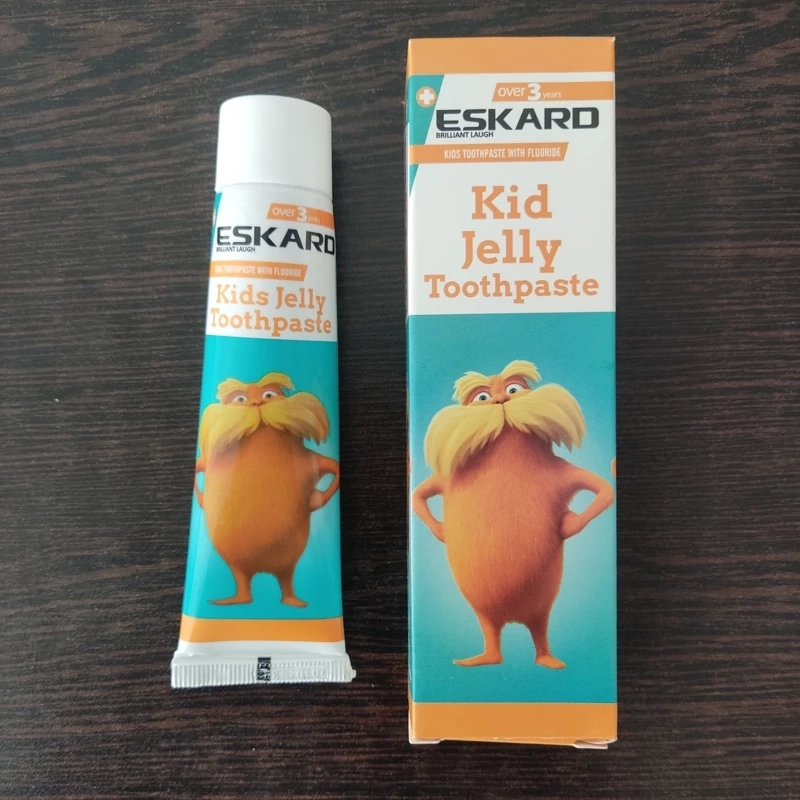 over 3 years
ESKARD
BRILLIANT LAUGH
KIDS TOOTHPASTE WITH FLUORIDE
Kids Jelly
Toothpaste
over 3 years
ESKARD
BRILLIANT LAUGH
KIDS TOOTHPASTE WITH FLUORIDE
Kid
Jelly
Toothpaste